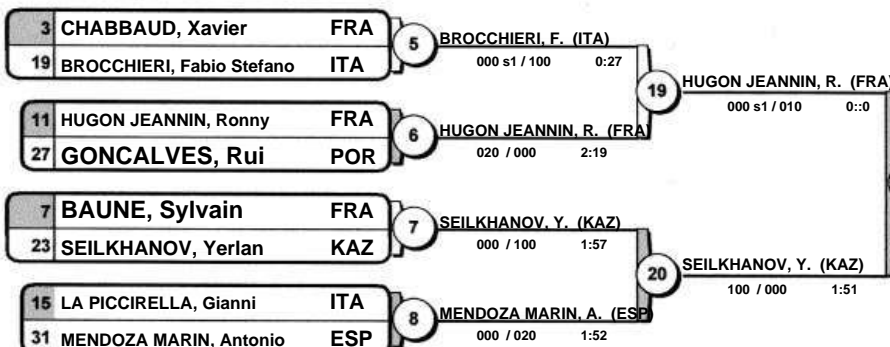 3 CHABBAUD, Xavier FRA
19 BROCCHIERI, Fabio Stefano ITA
5
BROCCHIERI, F. (ITA)
000 s1 / 100 0:27
11 HUGON JEANNIN, Ronny FRA
27 GONCALVES, Rui POR
6
HUGON JEANNIN, R. (FRA)
020 / 000 2:19
19
HUGON JEANNIN, R. (FRA)
000 s1 / 010 0::0
7 BAUNE, Sylvain FRA
23 SEILKHANOV, Yerlan KAZ
7
SEILKHANOV, Y. (KAZ)
000 / 100 1:57
15 LA PICCIRELLA, Gianni ITA
31 MENDOZA MARIN, Antonio ESP
8
MENDOZA MARIN, A. (ESP)
000 / 020 1:52
20
SEILKHANOV, Y. (KAZ)
100 / 000 1:51